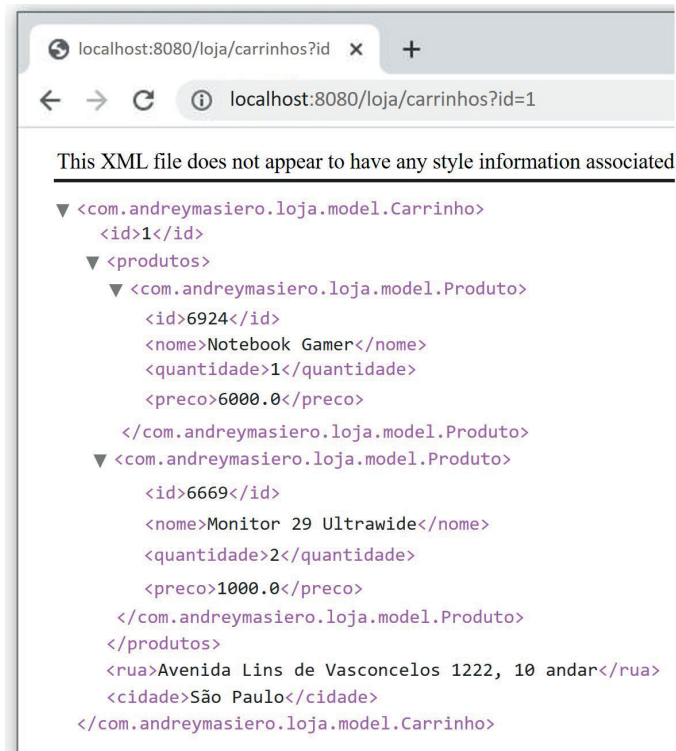 localhost:8080/loja/carrinhos?id
localhost:8080/loja/carrinhos?id=1
This XML file does not appear to have any style information associated
<com.andreymasiero.loja.model.Carrinho>
<id>1</id>
<produtos>
<com.andreymasiero.loja.model.Produto>
<id>6924</id>
<nome>Notebook Gamer</nome>
<quantidade>1</quantidade>
<preco>6000.0</preco>
</com.andreymasiero.loja.model.Produto>
<com.andreymasiero.loja.model.Produto>
<id>6669</id>
<nome>Monitor 29 Ultrawide</nome>
<quantidade>2</quantidade>
<preco>1000.0</preco>
</com.andreymasiero.loja.model.Produto>
</produtos>
<rua>Avenida Lins de Vasconcelos 1222, 10 andar</rua>
<cidade>São Paulo</cidade>
</com.andreymasiero.loja.model.Carrinho>